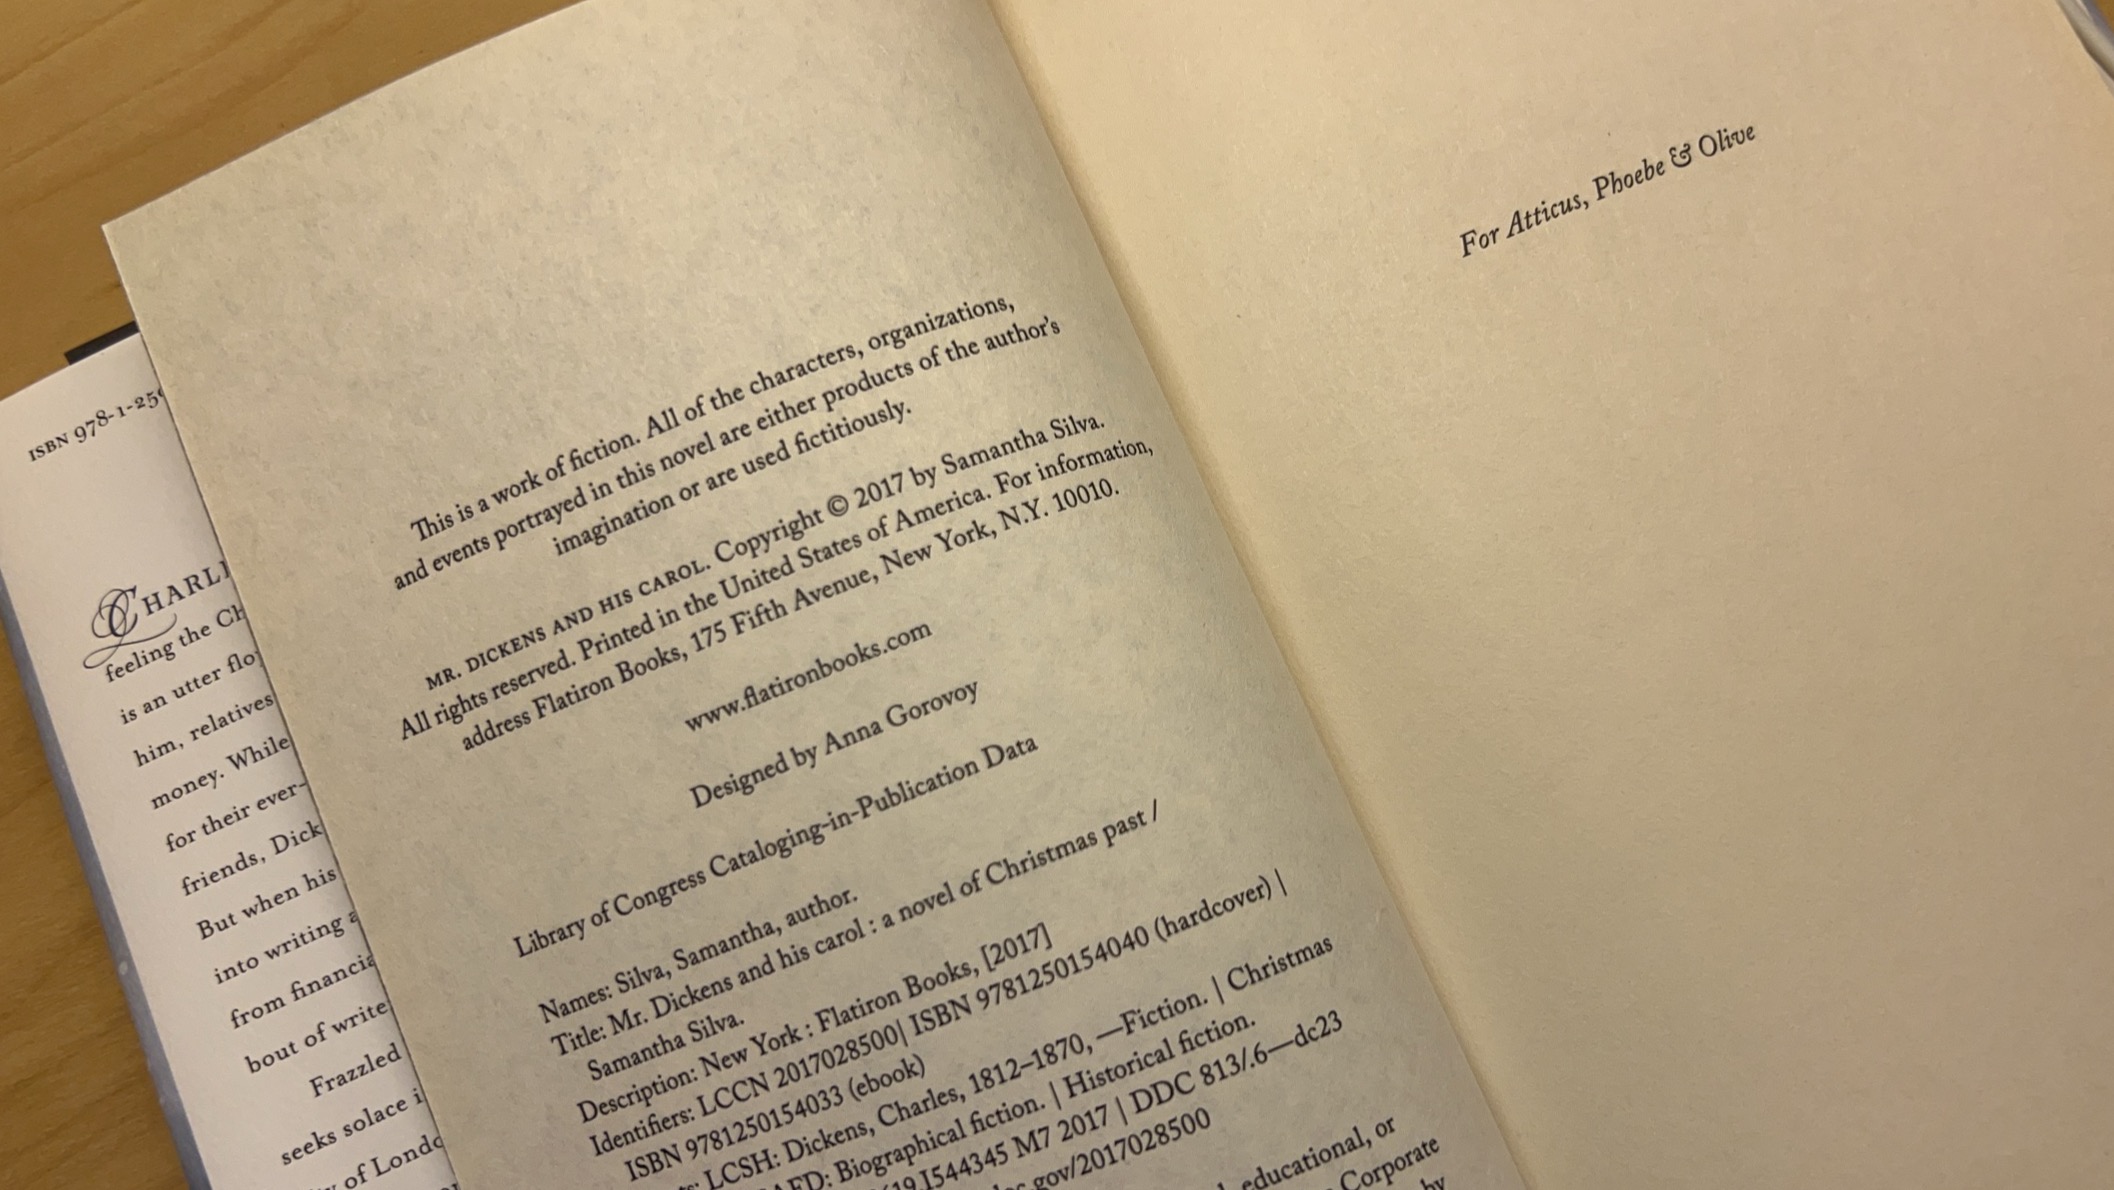 ISBN 978-1-250
CHARL
feeling the Ch
is an utter flo
him, relatives
money. While
for their ever-
friends, Dick
But when his
into writing a
from financia
bout of write
Frazzled
seeks solace i
of Londo
This is a work of fiction. All of the characters, organizations,
and events portrayed in this novel are either products of the author's
imagination or are used fictitiously.
MR. DICKENS AND HIS CAROL. Copyright © 2017 by Samantha Silva.
All rights reserved. Printed in the United States of America. For information,
address Flatiron Books, 175 Fifth Avenue, New York, N.Y. 10010.
www.flatironbooks.com
Designed by Anna Gorovoy
Library of Congress Cataloging-in-Publication Data
Names: Silva, Samantha, author.
Title: Mr. Dickens and his carol : a novel of Christmas past /
Samantha Silva.
Description: New York : Flatiron Books, [2017]
Identifiers: LCCN 2017028500| ISBN 9781250154040 (hardcover) |
ISBN 9781250154033 (ebook)
LCSH: Dickens, Charles, 1812–1870, —Fiction. | Christmas
Biographical fiction. | Historical fiction.
619.I544345 M7 2017 | DDC 813/.6—dc23
gov/2017028500
educational, or
Corporate
by
For Atticus, Phoebe & Olive